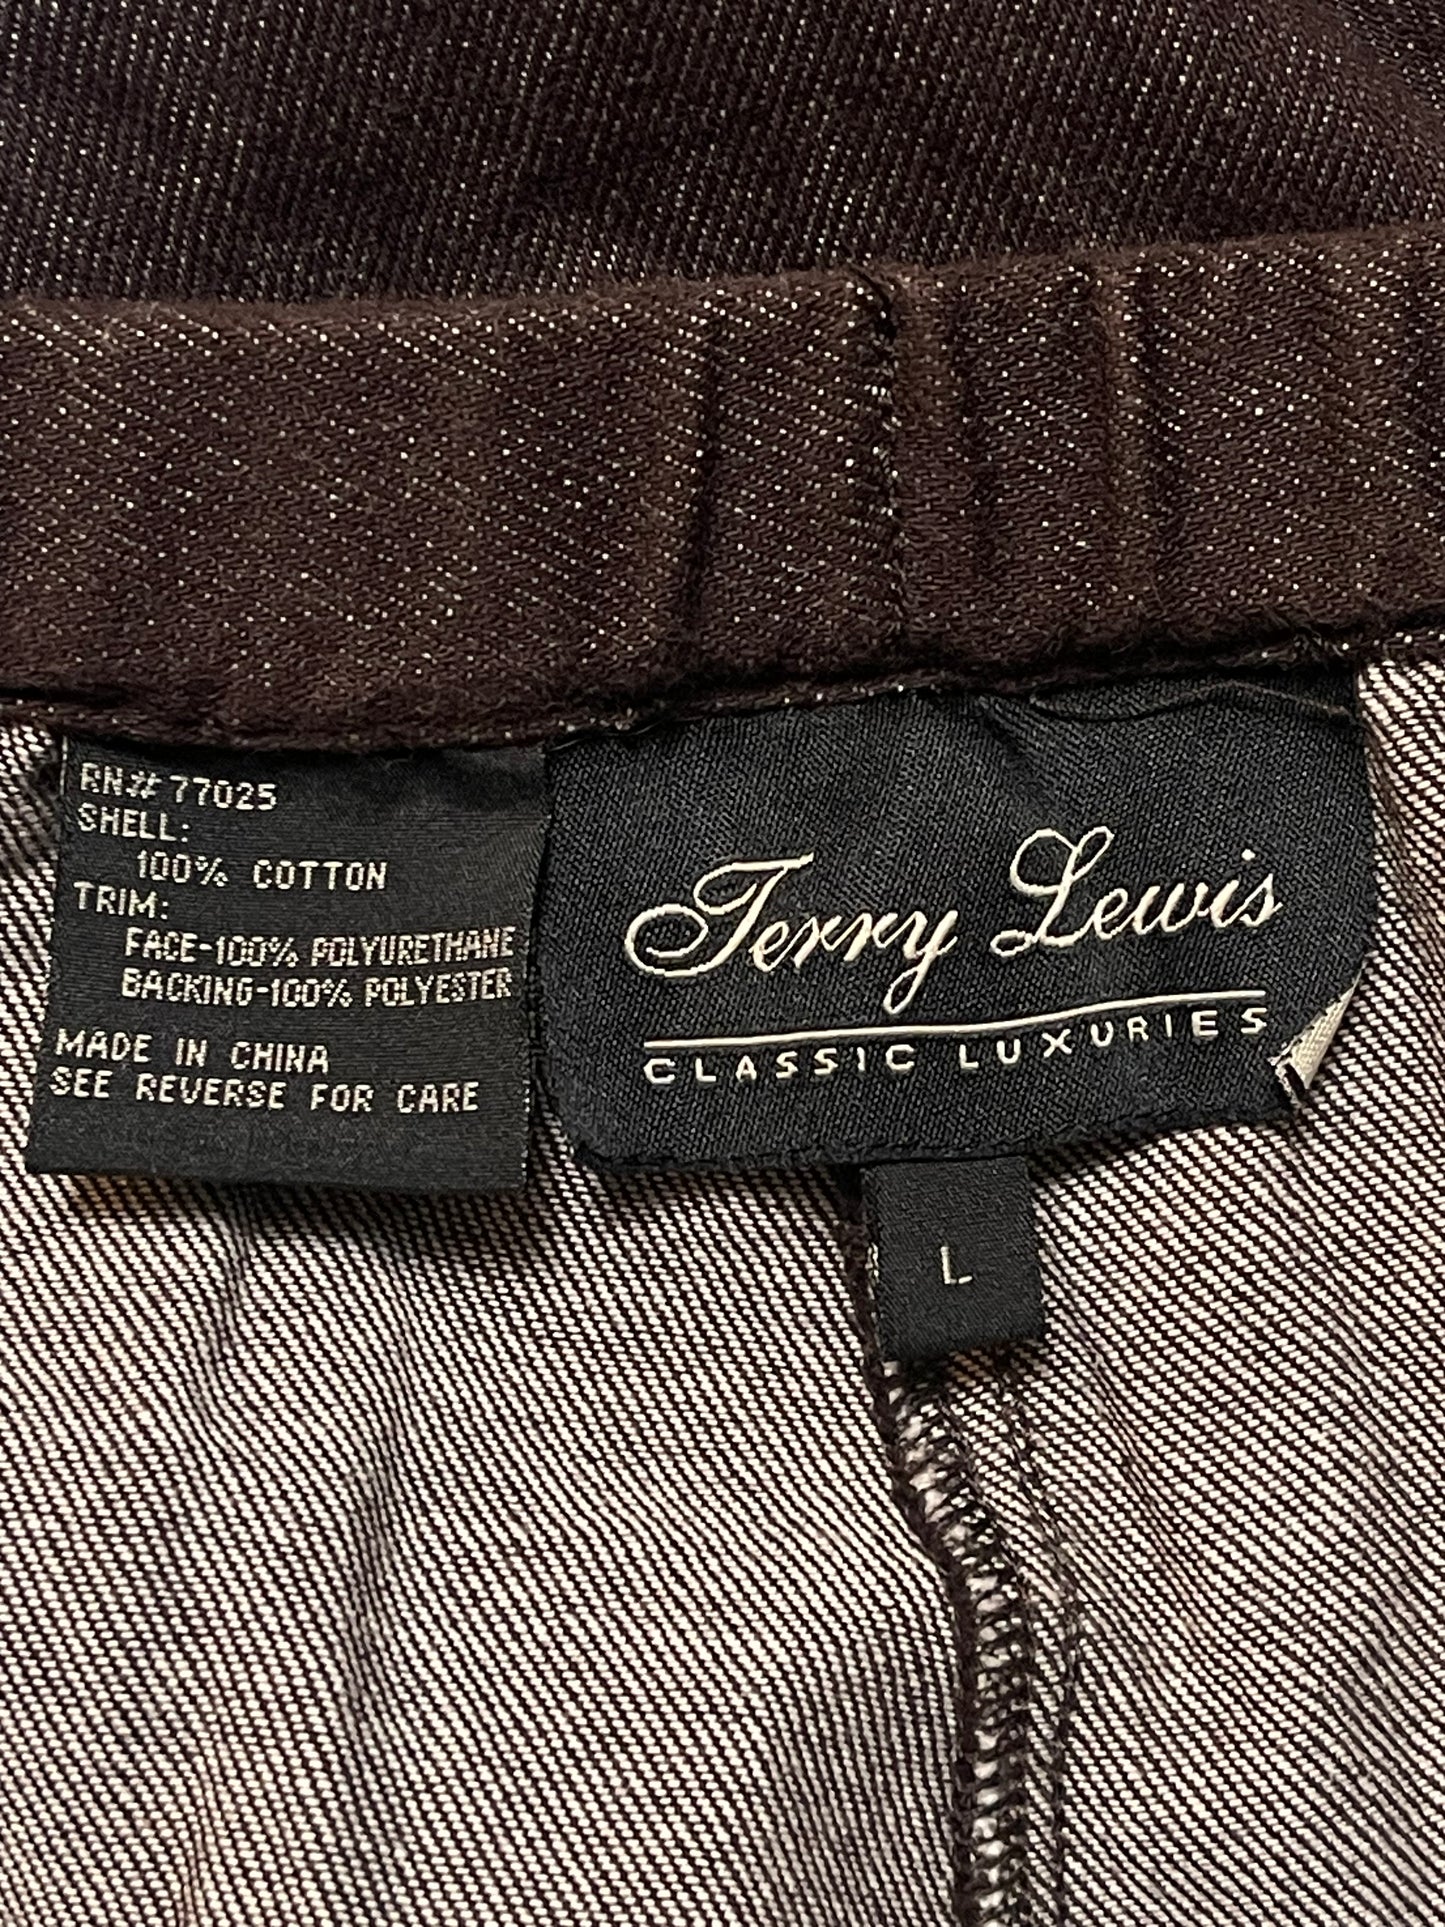 RN# 77025
SHELL:
100% COTTON
TRIM:
FACE-100% POLYURETHANE
BACKING-100% POLYESTER
MADE IN CHINA
SEE REVERSE FOR CARE
Terry Lewis
CLASSIC LUXURIES
L